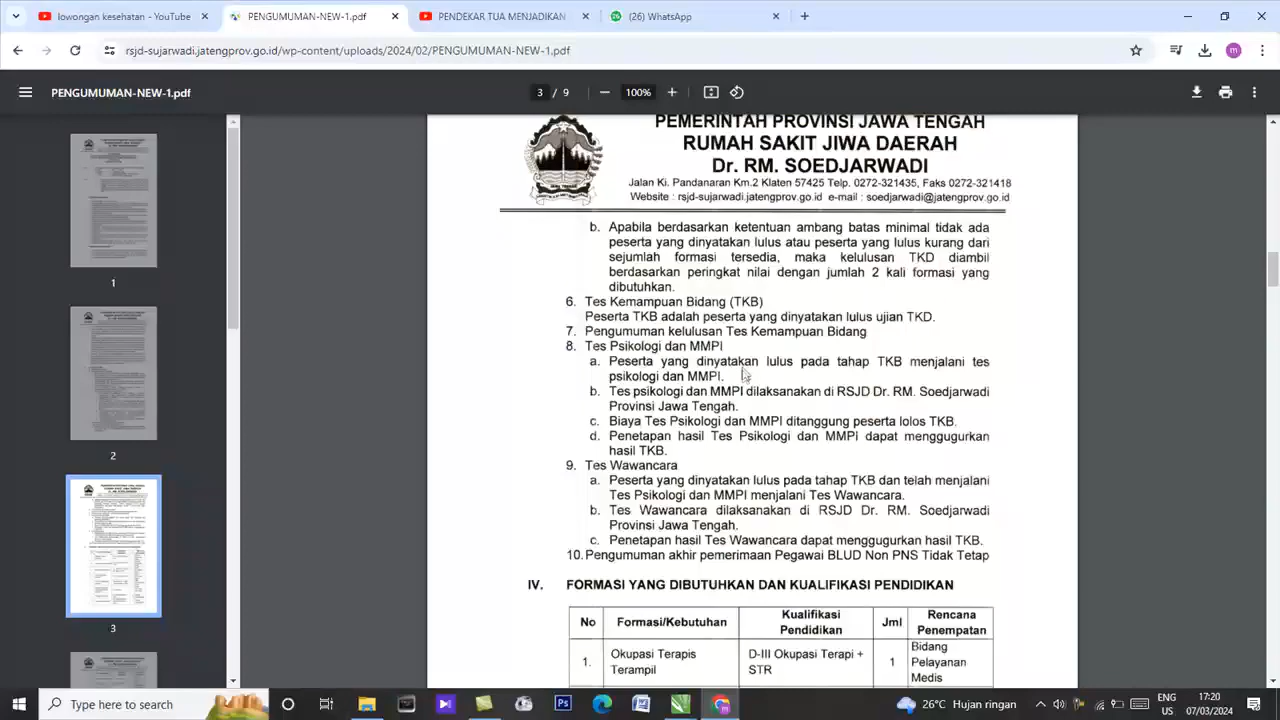 lowongan kesehatan - YouTube
PENGUMUMAN-NEW-1.pdf
PENDEKAR TUA MENJADIKAN
(26) WhatsApp
rsjd-sujarwadi.jatengprov.go.id/wp-content/uploads/2024/02/PENGUMUMAN-NEW-1.pdf
m
PENGUMUMAN-NEW-1.pdf
3 / 9
100%
1
2
3
PEMERINTAH PROVINSI JAWA TENGAH
RUMAH SAKIT JIWA DAERAH
Dr. RM. SOEDJARWADI
Jalan Ki. Pandanaran Km.2 Klaten 57425 Telp. 0272-321435, Faks 0272-321418
Website : rsjd-sujarwadi.jatengprov.go.id e-mail : soedjarwadi@jatengprov.go.id
b. Apabila berdasarkan ketentuan ambang batas minimal tidak ada
peserta yang dinyatakan lulus atau peserta yang lulus kurang dari
sejumlah formasi tersedia, maka kelulusan TKD diambil
berdasarkan peringkat nilai dengan jumlah 2 kali formasi yang
dibutuhkan.
6. Tes Kemampuan Bidang (TKB)
Peserta TKB adalah peserta yang dinyatakan lulus ujian TKD.
7. Pengumuman kelulusan Tes Kemampuan Bidang
8. Tes Psikologi dan MMPI
a. Peserta yang dinyatakan lulus pada tahap TKB menjalani tes
psikologi dan MMPI.
b. Tes psikologi dan MMPI dilaksanakan di RSJD Dr. RM. Soedjarwadi
Provinsi Jawa Tengah.
c. Biaya Tes Psikologi dan MMPI ditanggung peserta lolos TKB.
d. Penetapan hasil Tes Psikologi dan MMPI dapat menggugurkan
hasil TKB.
9. Tes Wawancara
a. Peserta yang dinyatakan lulus pada tahap TKB dan telah menjalani
Tes Psikologi dan MMPI menjalani Tes Wawancara.
b. Tes Wawancara dilaksanakan di RSJD Dr. RM. Soedjarwadi
Provinsi Jawa Tengah.
c. Penetapan hasil Tes Wawancara dapat menggugurkan hasil TKB.
10. Pengumuman akhir pemerimaan Pegawai BLUD Non PNS Tidak Tetap
IV. FORMASI YANG DIBUTUHKAN DAN KUALIFIKASI PENDIDIKAN
No Formasi/Kebutuhan Kualifikasi Pendidikan Jml Rencana Penempatan
1. Okupasi Terapis Terampil D-III Okupasi Terapi + STR 1 Bidang Pelayanan Medis
Type here to search
26°C Hujan ringan
ENG US
17:20
07/03/2024